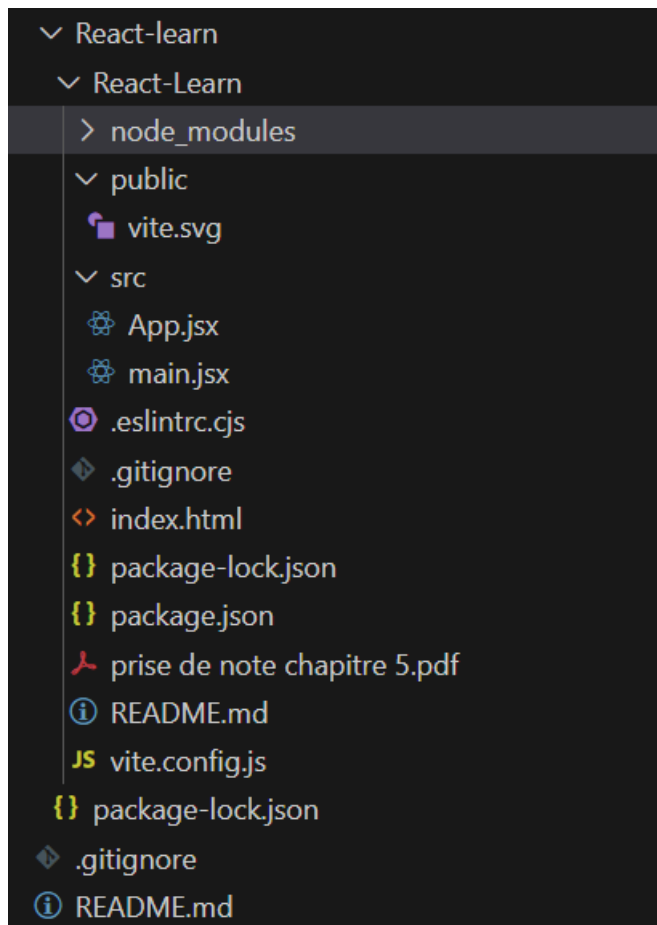 React-learn
React-Learn
node_modules
public
vite.svg
src
App.jsx
main.jsx
.eslintrc.cjs
.gitignore
index.html
{} package-lock.json
{} package.json
prise de note chapitre 5.pdf
README.md
JS vite.config.js
{} package-lock.json
.gitignore
README.md